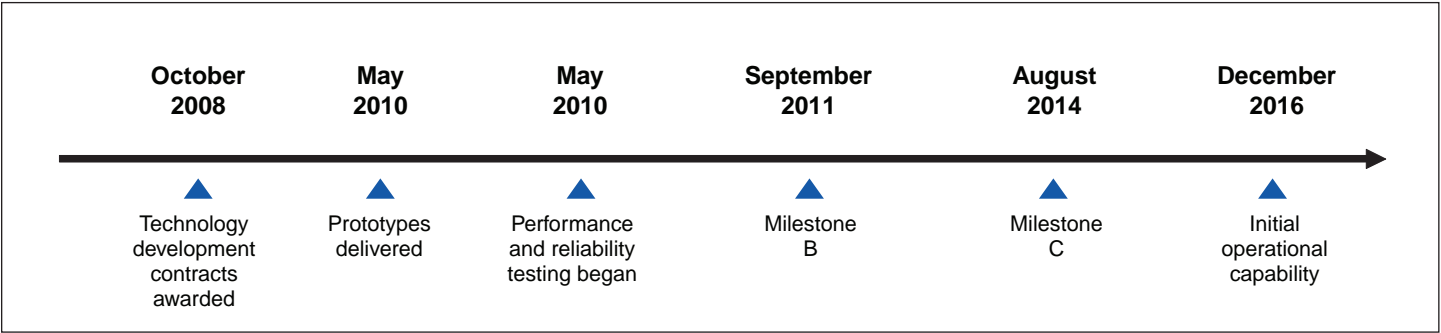 October
2008
May
2010
May
2010
September
2011
August
2014
December
2016
Technology
development
contracts
awarded
Prototypes
delivered
Performance
and reliability
testing began
Milestone
B
Milestone
C
Initial
operational
capability